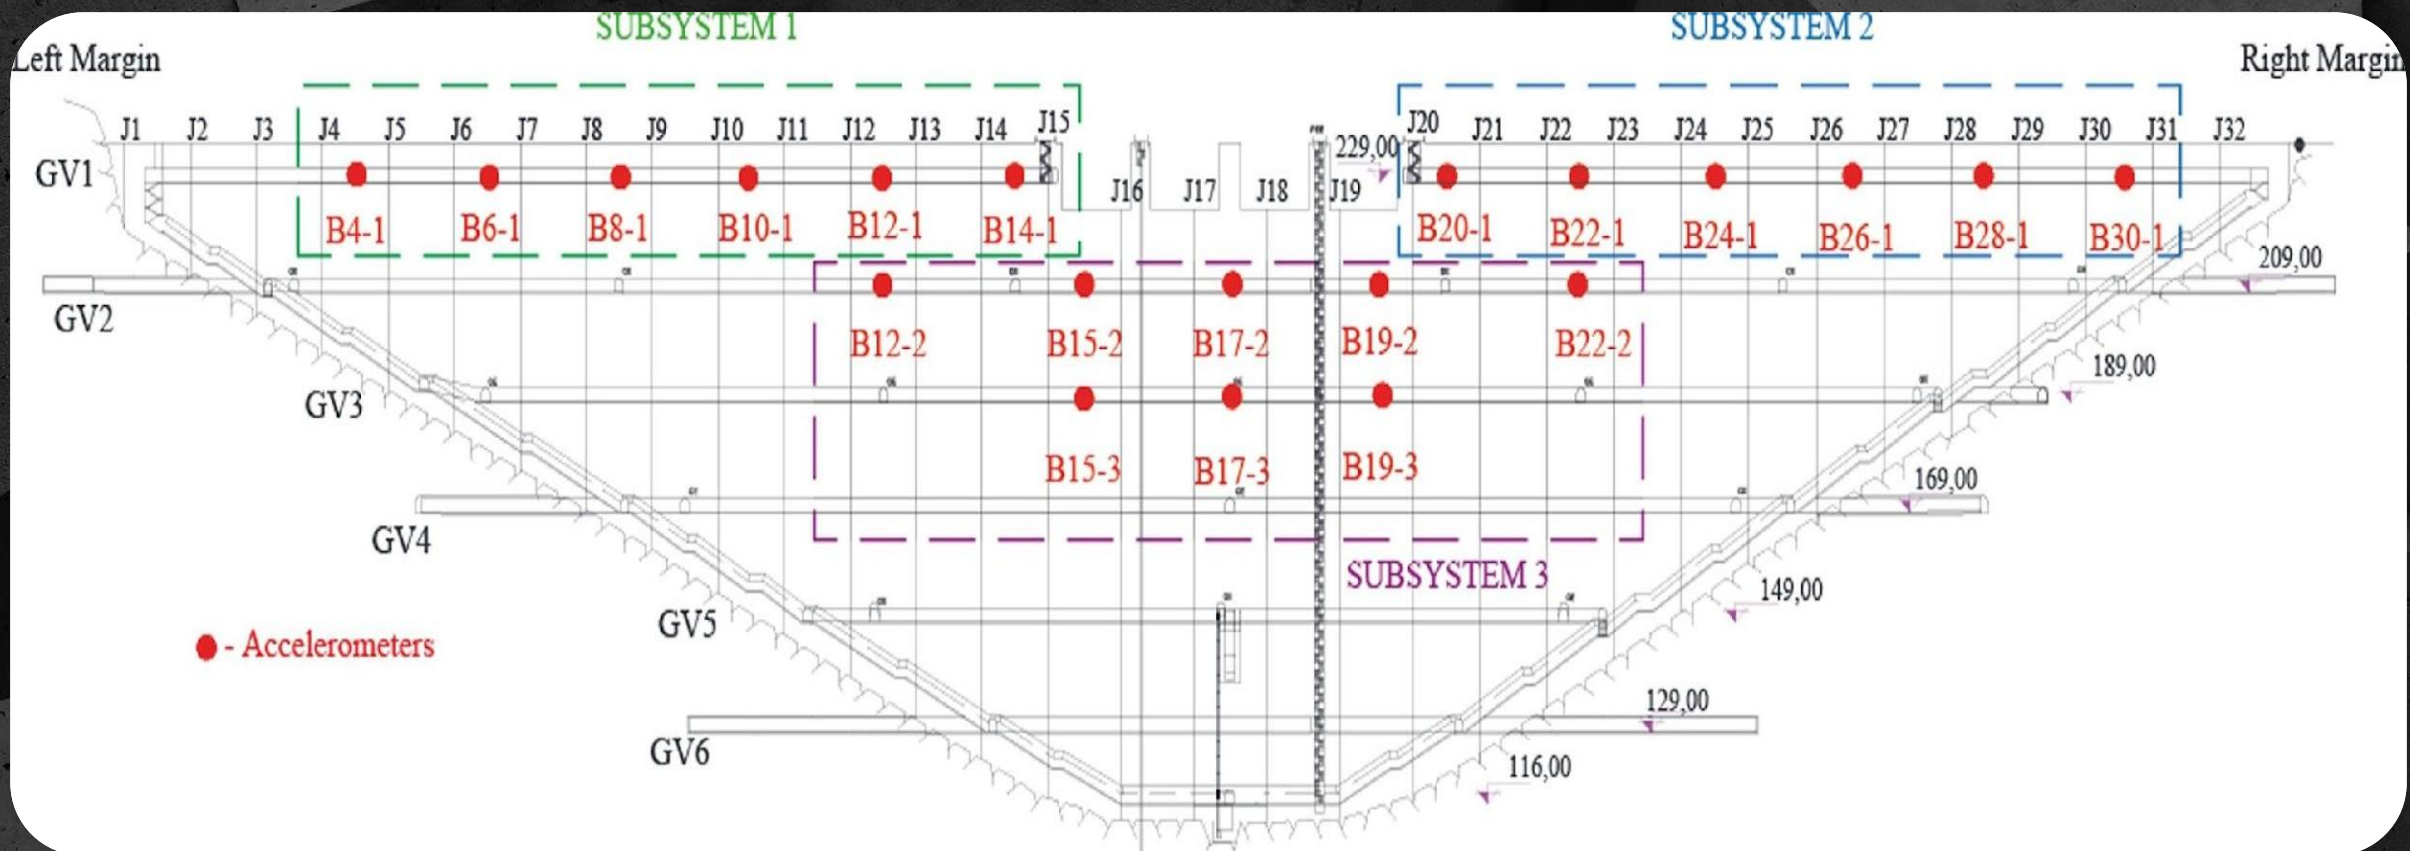 SUBSYSTEM 1
SUBSYSTEM 2
Left Margin
Right Margin
J1 J2 J3 J4 J5 J6 J7 J8 J9 J10 J11 J12 J13 J14 J15
J20 J21 J22 J23 J24 J25 J26 J27 J28 J29 J30 J31 J32
229,00
GV1
J16 J17 J18 J19
B4-1 B6-1 B8-1 B10-1 B12-1 B14-1
B20-1 B22-1 B24-1 B26-1 B28-1 B30-1
209,00
GV2
B12-2 B15-2 B17-2 B19-2 B22-2
189,00
GV3
B15-3 B17-3 B19-3
169,00
GV4
SUBSYSTEM 3
149,00
GV5
- Accelerometers
129,00
GV6
116,00